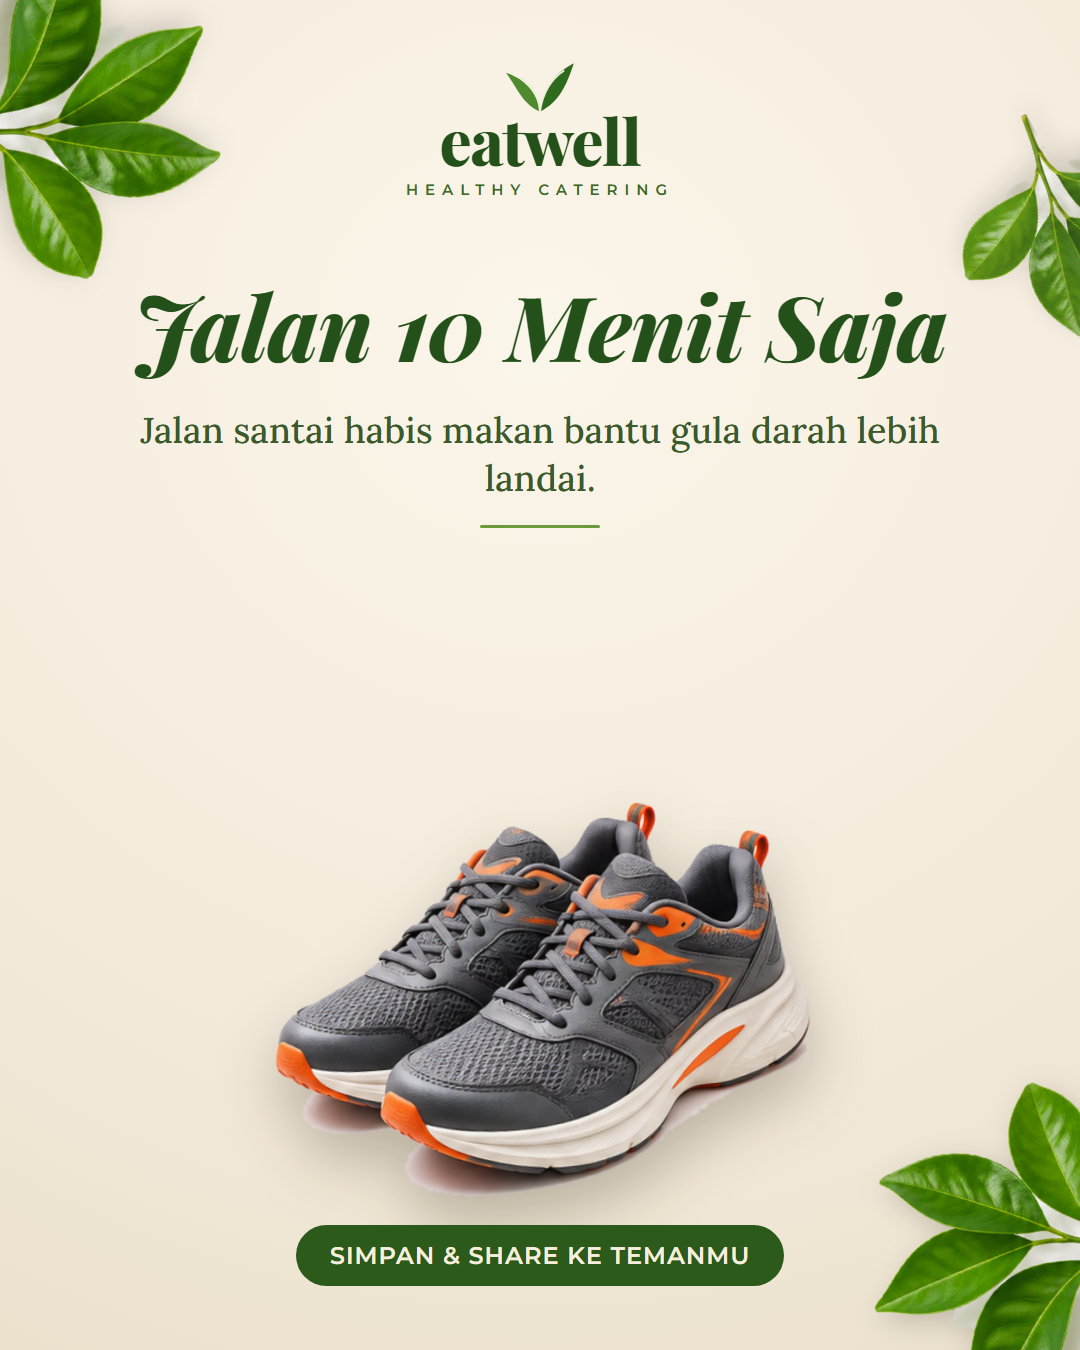 eatwell
HEALTHY CATERING
Jalan 10 Menit Saja
Jalan santai habis makan bantu gula darah lebih
landai.
SIMPAN & SHARE KE TEMANMU